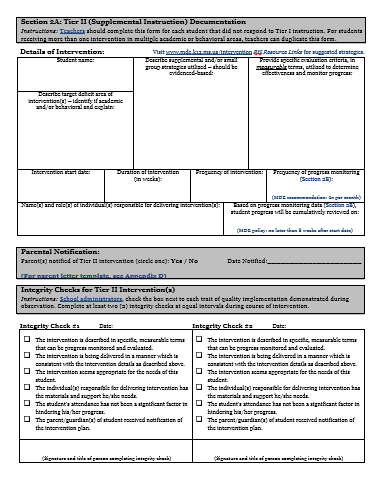 Section 2A: Tier II (Supplemental Instruction) Documentation
Instructions: Teachers should complete this form for each student that did not respond to Tier I instruction. For students
receiving more than one intervention in multiple academic or behavioral areas, teachers can duplicate this form.
Details of Intervention:
Visit www.mde.k12.ms.us/intervention RtI Resource Links for suggested strategies.
Student name:
Describe supplemental and/or small
group strategies utilized – should be
evidenced-based:
Provide specific evaluation criteria, in
measurable terms, utilized to determine
effectiveness and monitor progress:
Describe target deficit area of
intervention(s) – identify if academic
and/or behavioral and explain:
Intervention start date:
Duration of intervention
(in weeks):
Frequency of intervention:
Frequency of progress monitoring
(Section 2B):
(MDE recommendation: 2x per month)
Name(s) and role(s) of individual(s) responsible for delivering intervention(s):
Based on progress monitoring data (Section 2B),
student progress will be cumulatively reviewed on:
(MDE policy: no later than 8 weeks after start date)
Parental Notification:
Parent(s) notified of Tier II intervention (circle one): Yes / No
Date Notified:
(For parent letter template, see Appendix D)
Integrity Checks for Tier II Intervention(s)
Instructions: School administrators, check the box next to each trait of quality implementation demonstrated during
observation. Complete at least two (2) integrity checks at equal intervals during course of intervention.
Integrity Check #1 Date:
The intervention is described in specific, measurable terms
that can be progress monitored and evaluated.
The intervention is being delivered in a manner which is
consistent with the intervention details as described above.
The intervention seems appropriate for the needs of this
student.
The individual(s) responsible for delivering intervention has
the materials and support he/she needs.
The student's attendance has not been a significant factor in
hindering his/her progress.
The parent/guardian(s) of student received notification of
the intervention plan.
(Signature and title of person completing integrity check)
Integrity Check #2 Date:
The intervention is described in specific, measurable terms
that can be progress monitored and evaluated.
The intervention is being delivered in a manner which is
consistent with the intervention details as described above.
The intervention seems appropriate for the needs of this
student.
The individual(s) responsible for delivering intervention has
the materials and support he/she needs.
The student's attendance has not been a significant factor in
hindering his/her progress.
The parent/guardian(s) of student received notification of
the intervention plan.
(Signature and title of person completing integrity check)